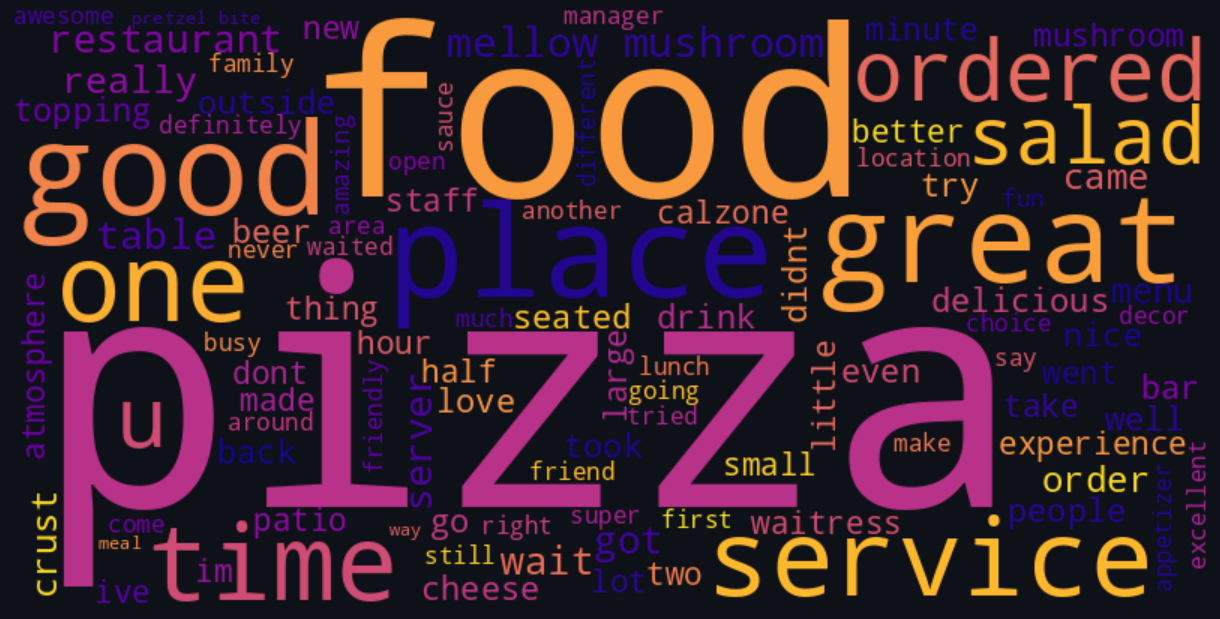 awesome
pretzel bite
restaurant
new
family
really
topping
outside
definitely
amazing
good
food
sauce
open
different
mellow mushroom
manager
minute
mushroom
ordered
better
salad
location
try
came
fun
staff
another
calzone
table
beer
area
never
waited
place
didnt
great
one
thing
atmosphere
much
seated
drink
delicious
menu
decor
choice
nice
pizza
busy
hour
dont
made
around
friendly
server
half
love
large
lunch
going
tried
little
even
say
went
bar
take
well
u
back
took
friend
small
make
experience
order
people
appetizer
excellent
crust
come
meal
ive
time
im
patio
way
go
right
super
first
waitress
still
wait
got
cheese
lot
two
service